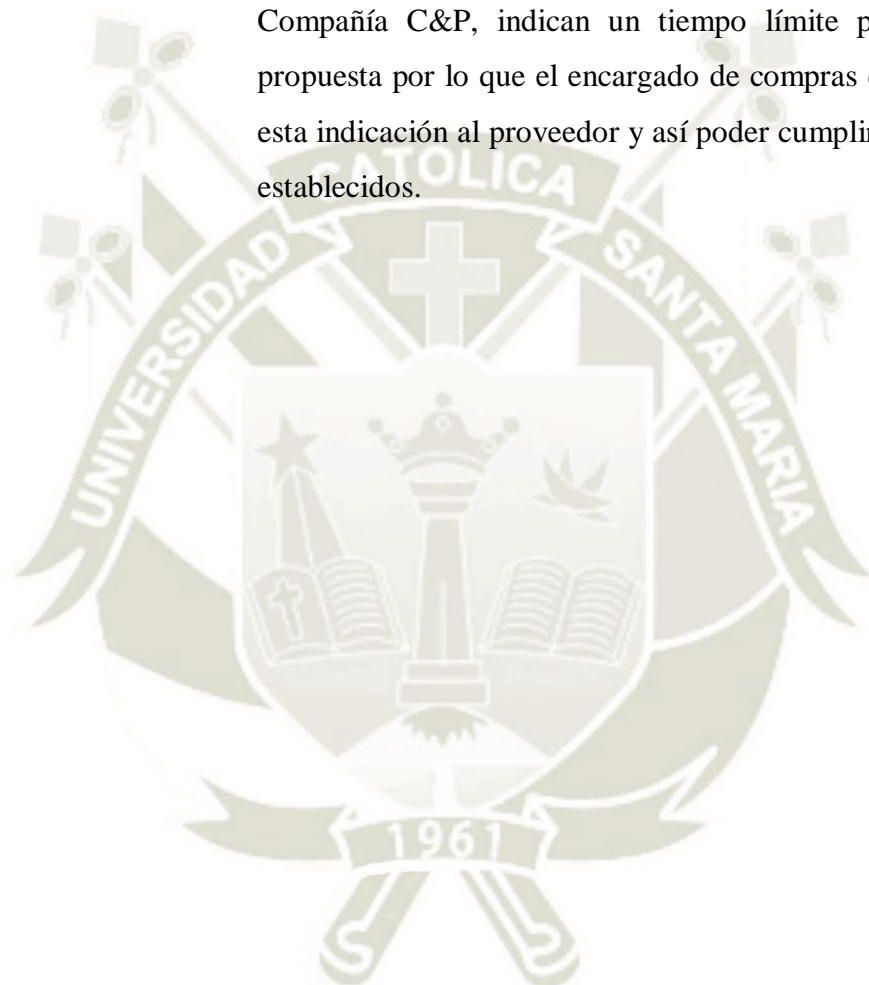 Compañía C&P, indican un tiempo límite p
propuesta por lo que el encargado de compras
esta indicación al proveedor y así poder cumplir
establecidos.
UNIVERSIDAD CATOLICA SANTA MARIA
1961